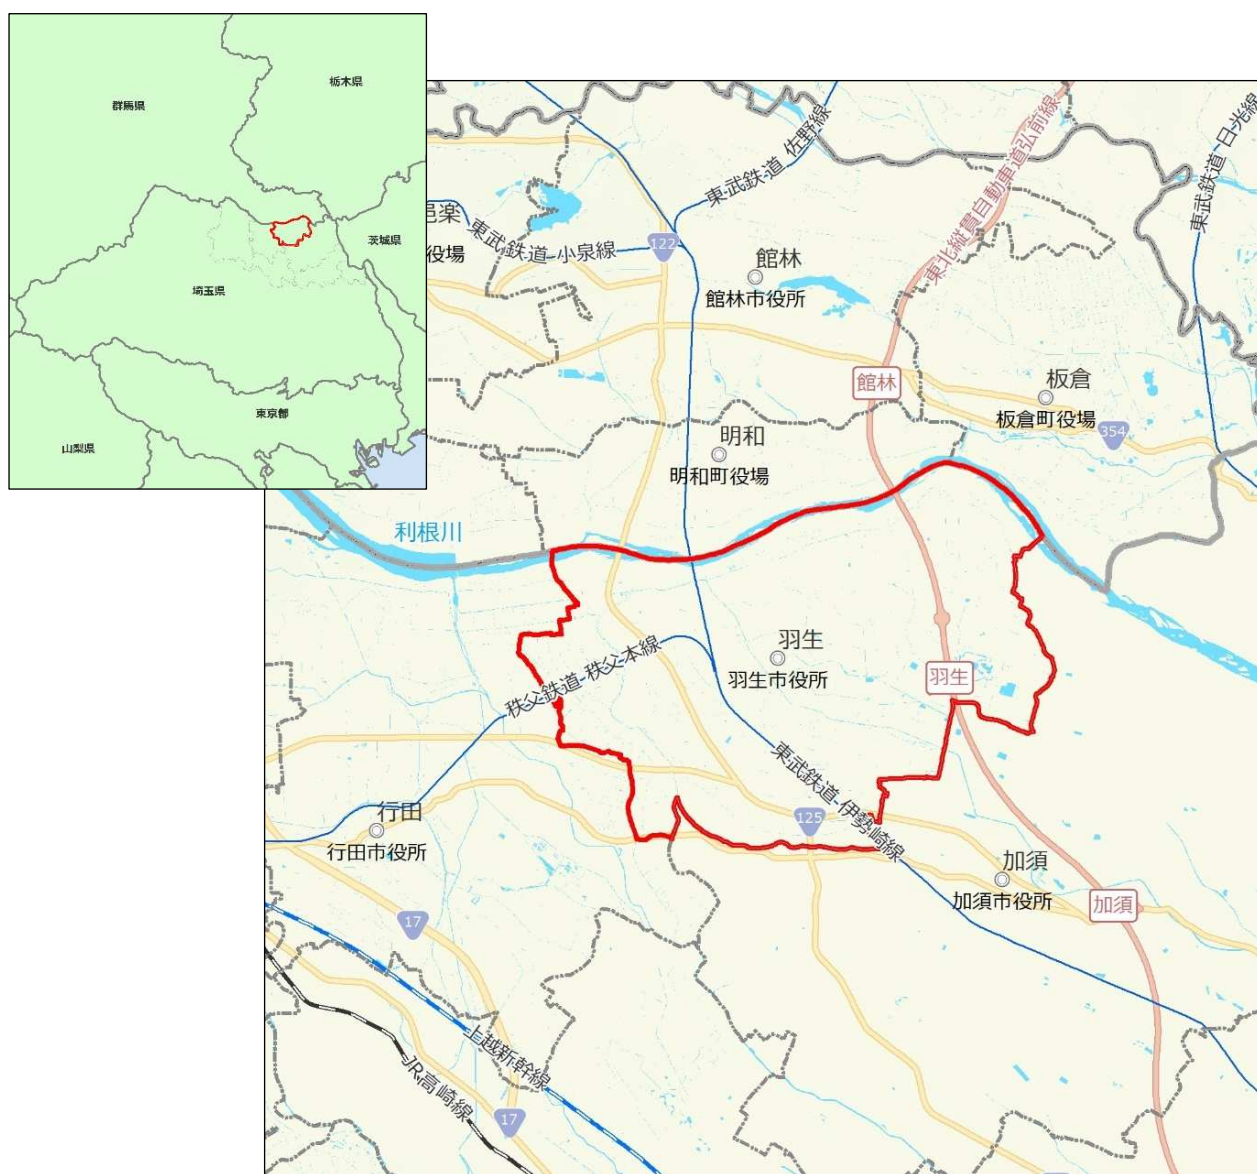 栃木県
群馬県
茨城県
埼玉県
東京都
山梨県
東武鉄道 佐野線
東北縦貫自動車道弘前線
東武鉄道 日光線
邑楽
役場
東武鉄道 小泉線
122
館林
館林市役所
館林
板倉
板倉町役場
354
明和
明和町役場
利根川
秩父鉄道 秩父本線
羽生
羽生市役所
羽生
東武鉄道 伊勢崎線
125
行田
行田市役所
加須
加須市役所
加須
17
上越新幹線
JR高崎線
17